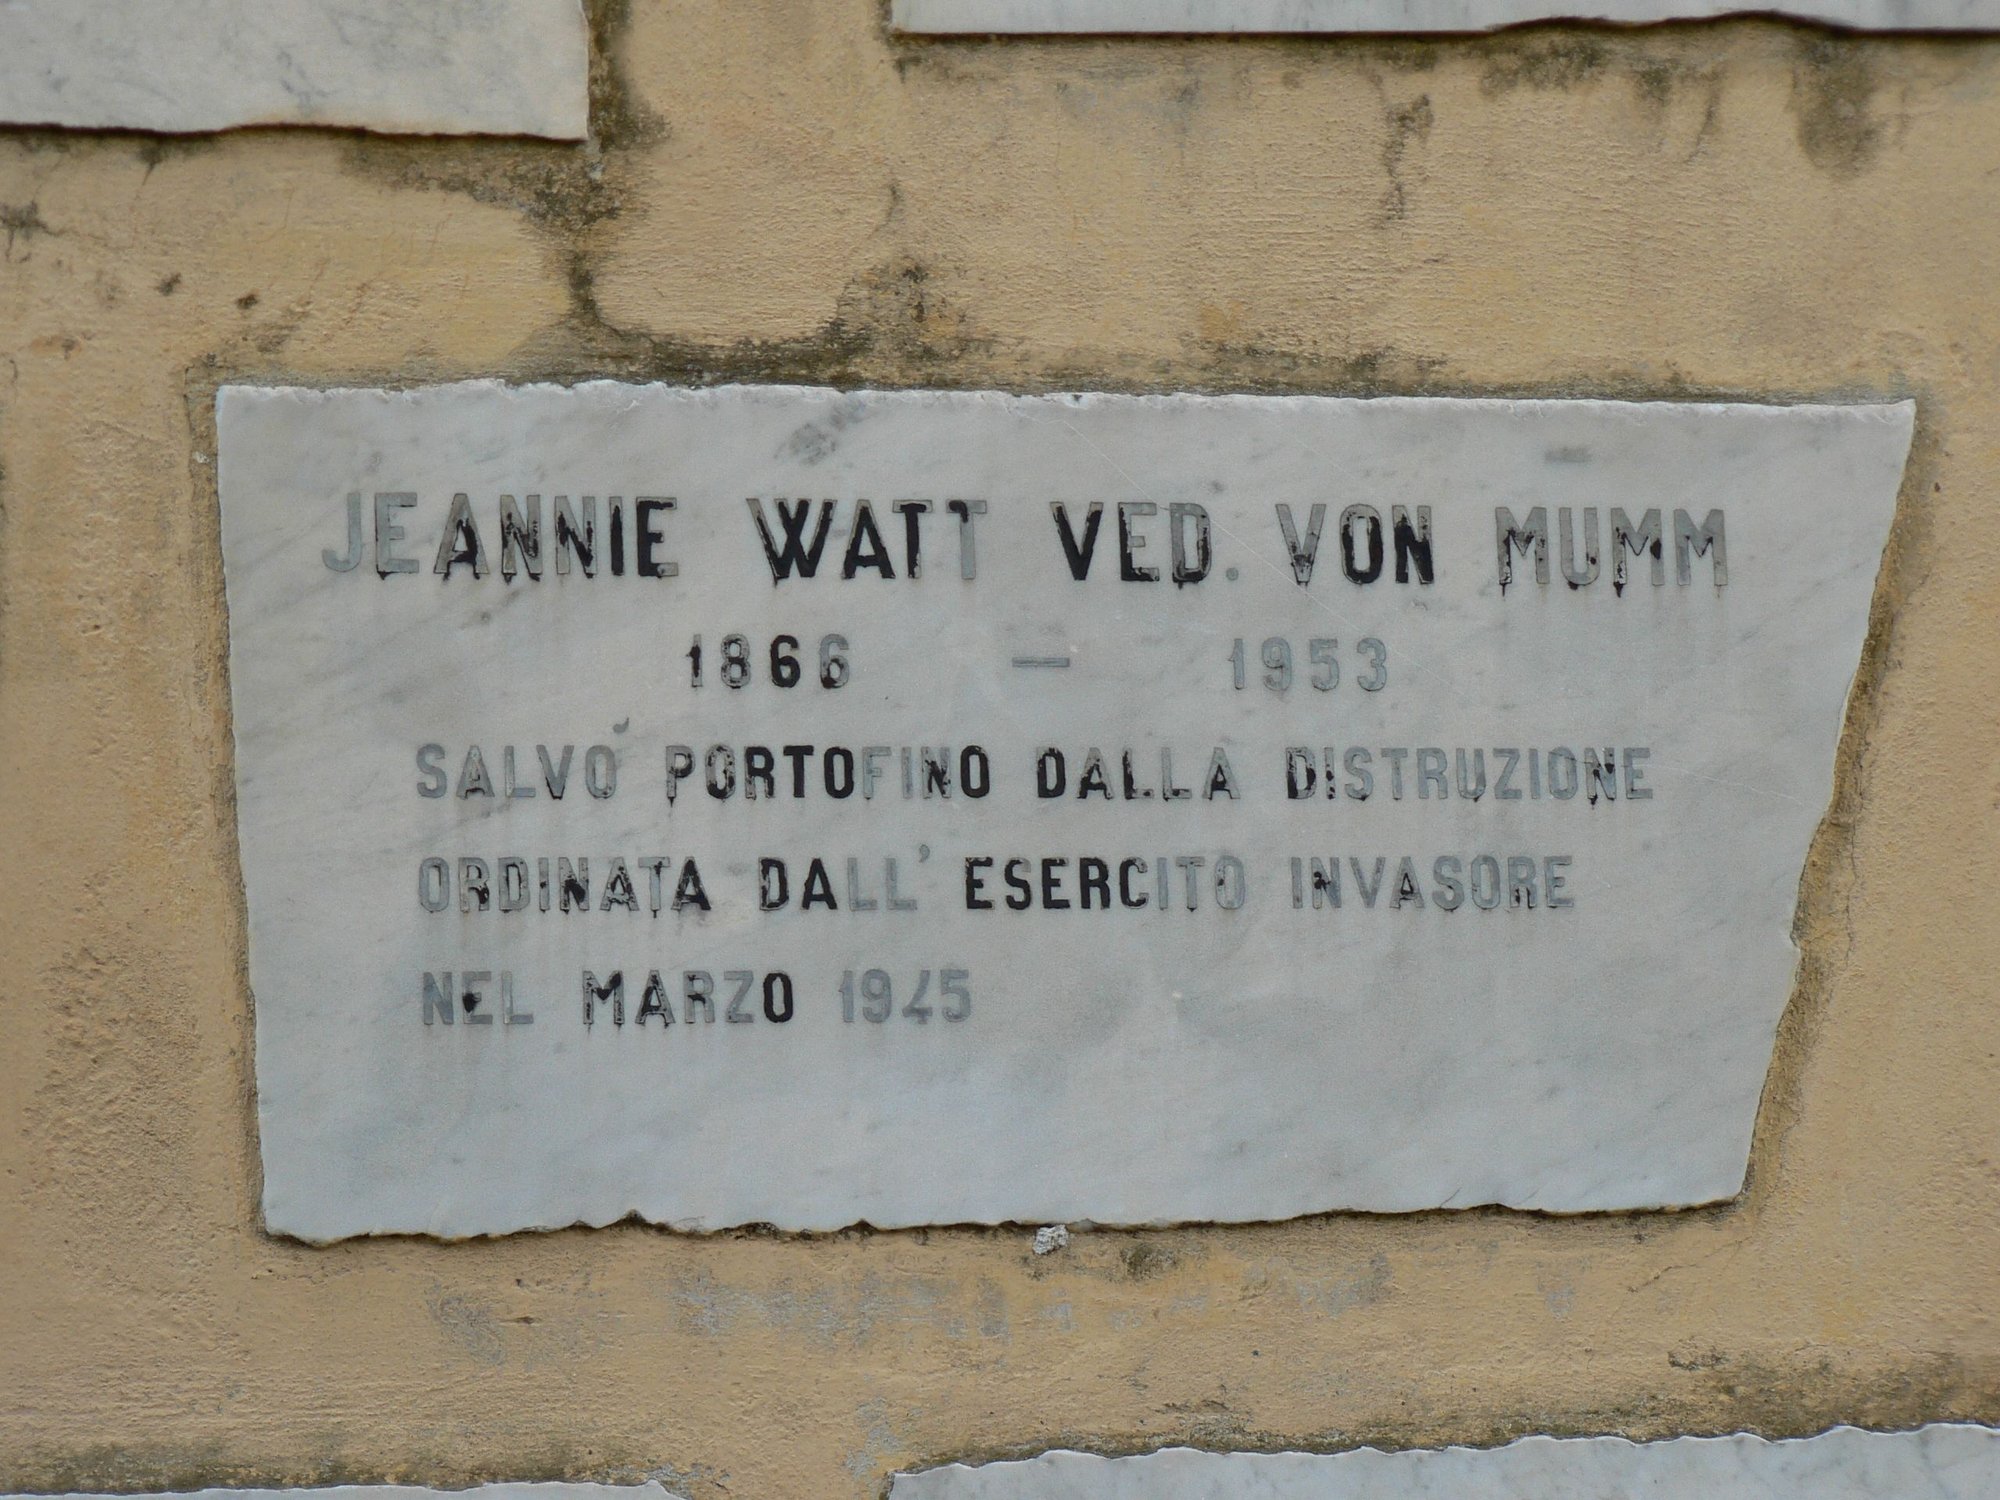 JEANNIE WATT VED. VON MUMM
1866 — 1953
SALVO' PORTOFINO DALLA DISTRUZIONE
ORDINATA DALL' ESERCITO INVASORE
NEL MARZO 1945